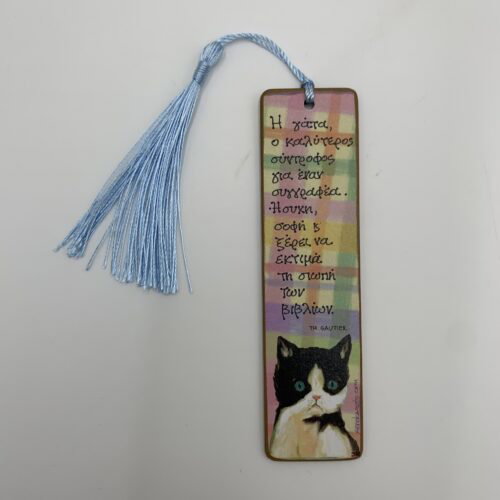 Η γάτα,
ο καλύτερος
σύντροφος
για έναν
συγγραφέα.
Ήσυχη,
σοφή &
ξέρει να
εκτιμά
τη σιωπή
των
βιβλίων.
TH. GAUTIER.